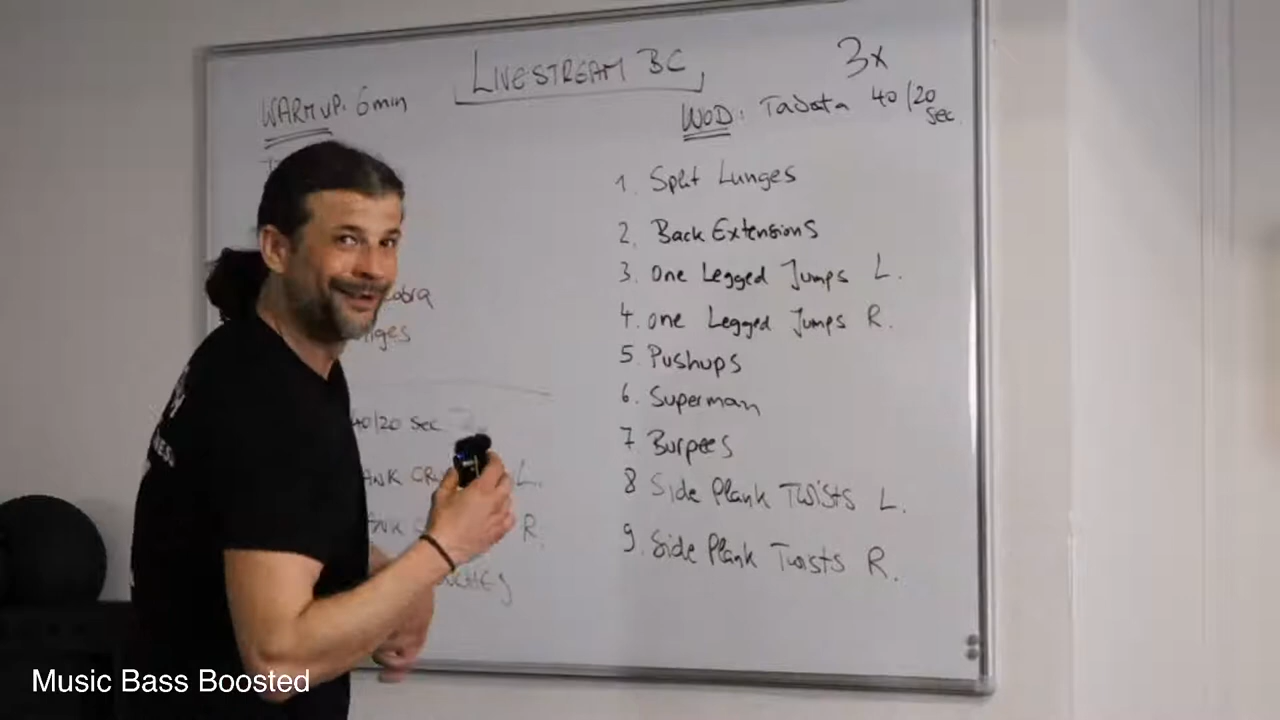 LIVESTREAM BC
WARM UP: 6 min
3x
WOD: Tabata 40/20 sec.
1. Split Lunges
2. Back Extensions
3. One Legged Jumps L.
4. one Legged Jumps R.
5. Pushups
6. Superman
7 Burpees
8 Side Plank Twists L.
9. Side Plank Twists R.
40/20 sec
L.
R.
Music Bass Boosted